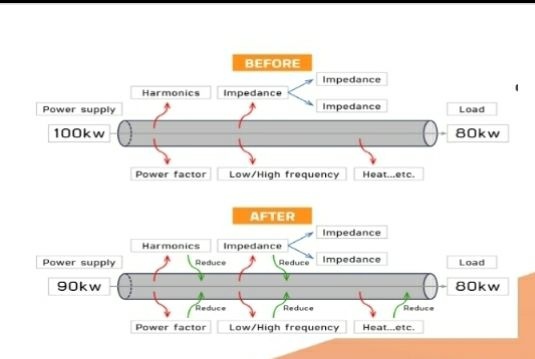 BEFORE
Impedance
Harmonics Impedance
Impedance
Power supply Load
100kw 80kw
Power factor Low/High frequency Heat...etc.
AFTER
Impedance
Harmonics Impedance
Impedance
Power supply Reduce Reduce Load
90kw 80kw
Reduce Reduce Reduce
Power factor Low/High frequency Heat...etc.